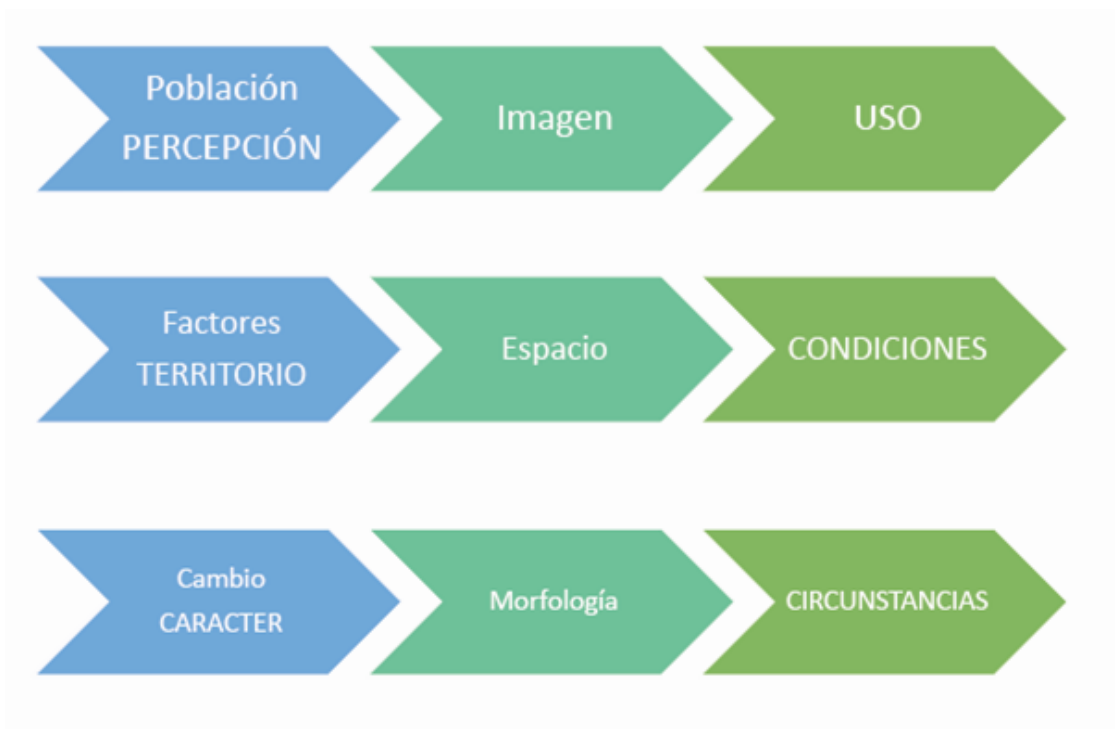 Población
PERCEPCIÓN
Imagen
USO
Factores
TERRITORIO
Espacio
CONDICIONES
Cambio
CARACTER
Morfología
CIRCUNSTANCIAS